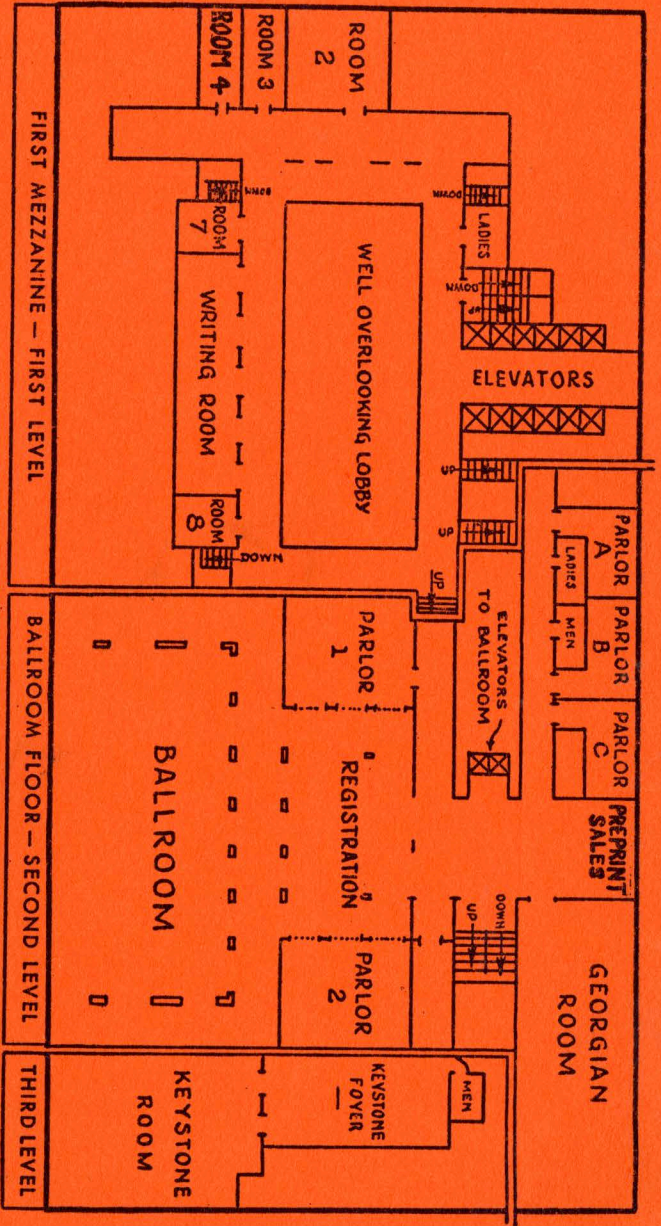 PARLOR
A
PARLOR
B
PARLOR
C
PREPRINT
SALES
GEORGIAN
ROOM
LADIES
MEN
ELEVATORS
TO BALLROOM
ELEVATORS
UP
UP
UP
DOWN
UP
LADIES
DOWN
DOWN
UP
MEN
ROOM
2
ROOM 3
ROOM 4
WELL OVERLOOKING LOBBY
PARLOR
1
REGISTRATION
PARLOR
2
KEYSTONE
FOYER
DOWN
ROOM
7
WRITING ROOM
ROOM
8
DOWN
BALLROOM
KEYSTONE
ROOM
FIRST MEZZANINE — FIRST LEVEL
BALLROOM FLOOR — SECOND LEVEL
THIRD LEVEL